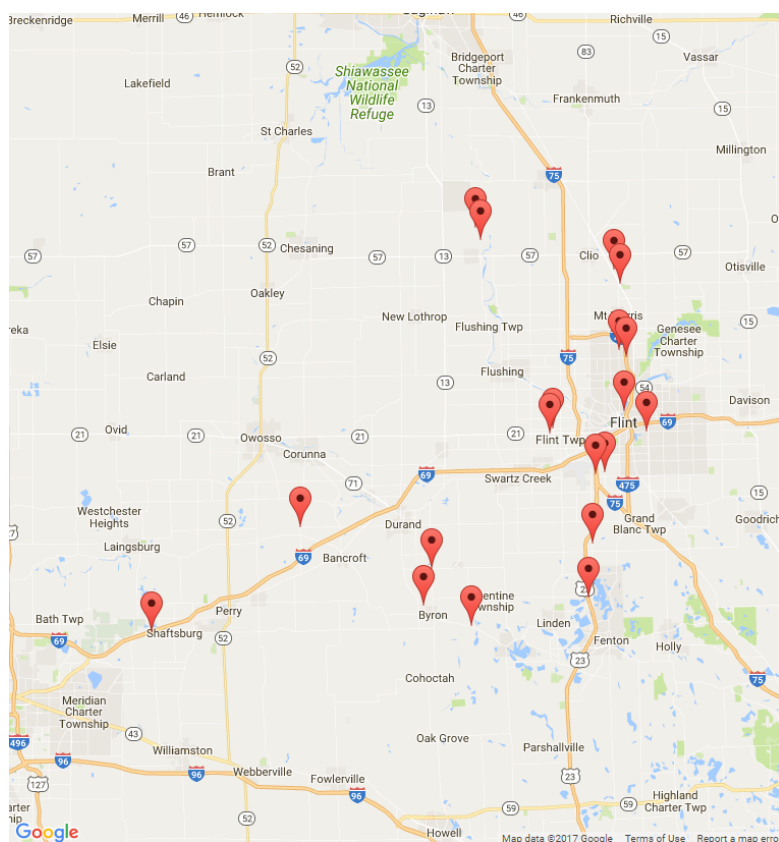 Breckenridge
Merrill
46
Hemlock
46
Richville
15
52
Bridgeport
Charter
Township
83
Vassar
15
Lakefield
Shiawassee
National
Wildlife
Refuge
13
Frankenmuth
St Charles
Millington
Brant
75
57
57
52
Chesaning
57
57
Clio
57
Otisville
Chapin
Oakley
New Lothrop
Flushing Twp
Genesee
Charter
Township
15
Elsie
52
75
Carland
13
Flushing
54
Davison
Ovid
21
21
Owosso
21
21
Flint Twp
Flint
69
Corunna
71
69
Swartz Creek
475
75
15
Westchester
Heights
52
Durand
Grand
Blanc Twp
Goodrich
Laingsburg
69
Bancroft
23
Bath Twp
Perry
Byron
Linden
69
Shaftsburg
52
Fenton
Holly
23
Cohoctah
75
Meridian
Charter
Township
43
Oak Grove
496
Williamston
Parshallville
96
96
Webberville
23
127
Fowlerville
96
Highland
Charter Twp
59
59
52
Howell
Google
Map data ©2017 Google
Terms of Use
Report a map erro